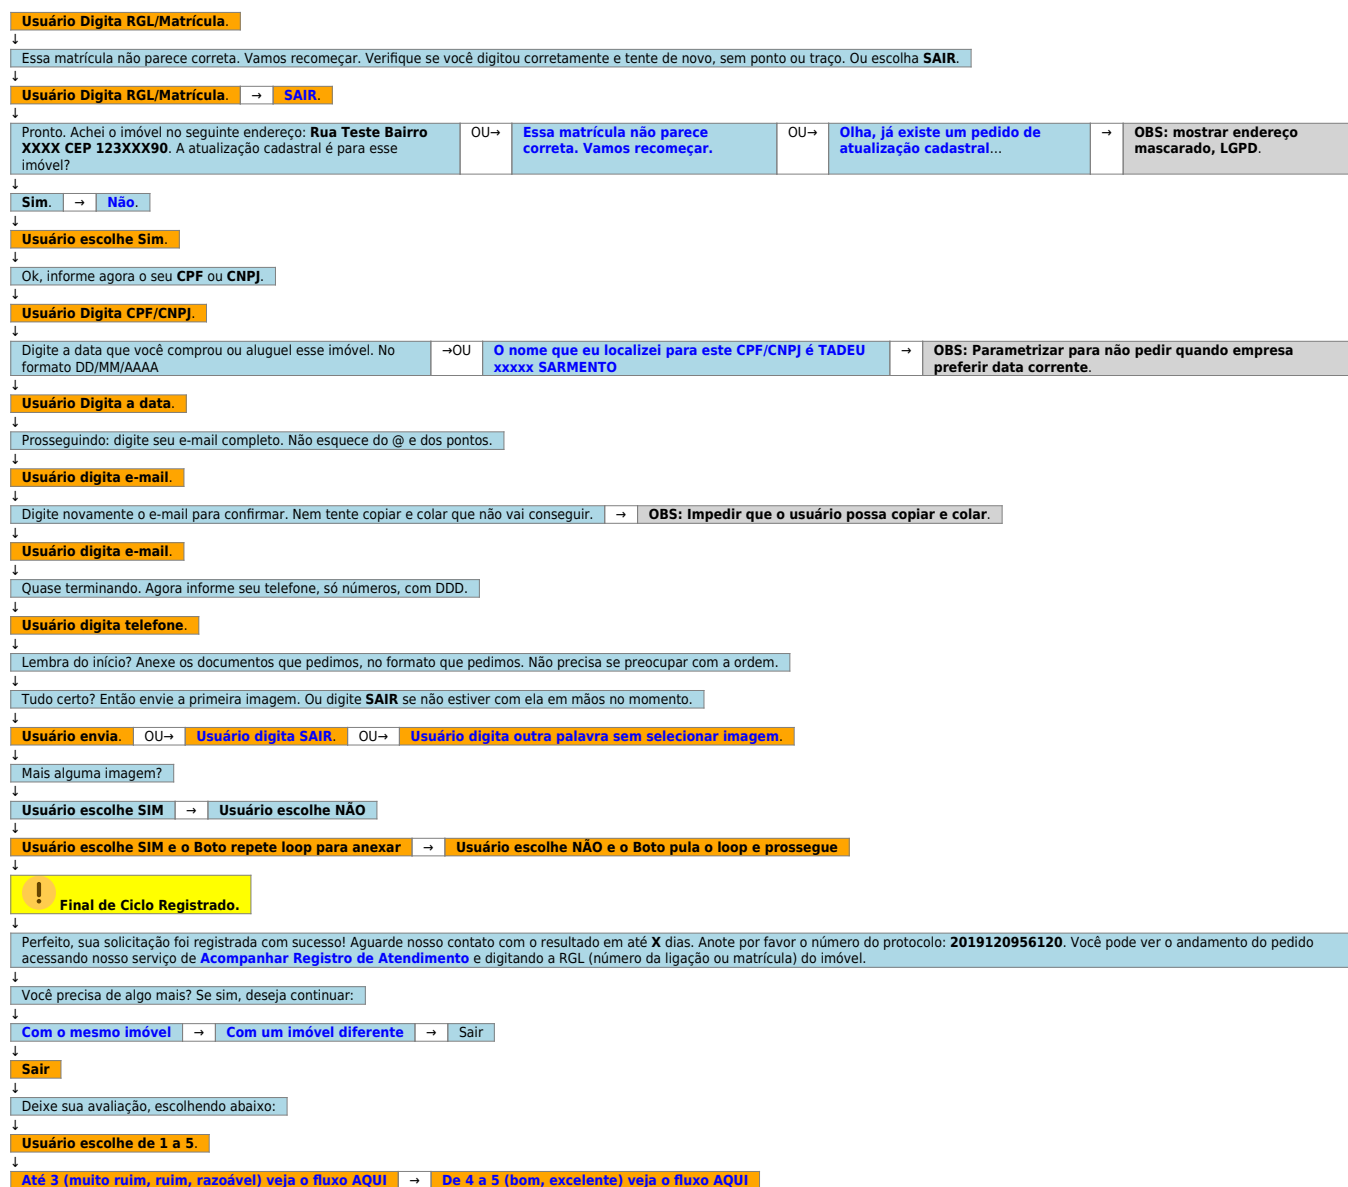 Usuário Digita RGL/Matrícula.
↓
Essa matrícula não parece correta. Vamos recomeçar. Verifique se você digitou corretamente e tente de novo, sem ponto ou traço. Ou escolha SAIR.
↓
Usuário Digita RGL/Matrícula. → SAIR.
↓
Pronto. Achei o imóvel no seguinte endereço: Rua Teste Bairro
XXXX CEP 123XXX90. A atualização cadastral é para esse
imóvel?
OU→
Essa matrícula não parece
correta. Vamos recomeçar.
OU→
Olha, já existe um pedido de
atualização cadastral...
→
OBS: mostrar endereço
mascarado, LGPD.
↓
Sim. → Não.
↓
Usuário escolhe Sim.
↓
Ok, informe agora o seu CPF ou CNPJ.
↓
Usuário Digita CPF/CNPJ.
↓
Digite a data que você comprou ou aluguel esse imóvel. No
formato DD/MM/AAAA
→OU
O nome que eu localizei para este CPF/CNPJ é TADEU
xxxxx SARMENTO
→
OBS: Parametrizar para não pedir quando empresa
preferir data corrente.
↓
Usuário Digita a data.
↓
Prosseguindo: digite seu e-mail completo. Não esquece do @ e dos pontos.
↓
Usuário digita e-mail.
↓
Digite novamente o e-mail para confirmar. Nem tente copiar e colar que não vai conseguir. → OBS: Impedir que o usuário possa copiar e colar.
↓
Usuário digita e-mail.
↓
Quase terminando. Agora informe seu telefone, só números, com DDD.
↓
Usuário digita telefone.
↓
Lembra do início? Anexe os documentos que pedimos, no formato que pedimos. Não precisa se preocupar com a ordem.
↓
Tudo certo? Então envie a primeira imagem. Ou digite SAIR se não estiver com ela em mãos no momento.
↓
Usuário envia. OU→ Usuário digita SAIR. OU→ Usuário digita outra palavra sem selecionar imagem.
↓
Mais alguma imagem?
↓
Usuário escolhe SIM → Usuário escolhe NÃO
↓
Usuário escolhe SIM e o Boto repete loop para anexar → Usuário escolhe NÃO e o Boto pula o loop e prossegue
↓
Final de Ciclo Registrado.
↓
Perfeito, sua solicitação foi registrada com sucesso! Aguarde nosso contato com o resultado em até X dias. Anote por favor o número do protocolo: 2019120956120. Você pode ver o andamento do pedido
acessando nosso serviço de Acompanhar Registro de Atendimento e digitando a RGL (número da ligação ou matrícula) do imóvel.
↓
Você precisa de algo mais? Se sim, deseja continuar:
↓
Com o mesmo imóvel → Com um imóvel diferente → Sair
↓
Sair
↓
Deixe sua avaliação, escolhendo abaixo:
↓
Usuário escolhe de 1 a 5.
↓
Até 3 (muito ruim, ruim, razoável) veja o fluxo AQUI → De 4 a 5 (bom, excelente) veja o fluxo AQUI